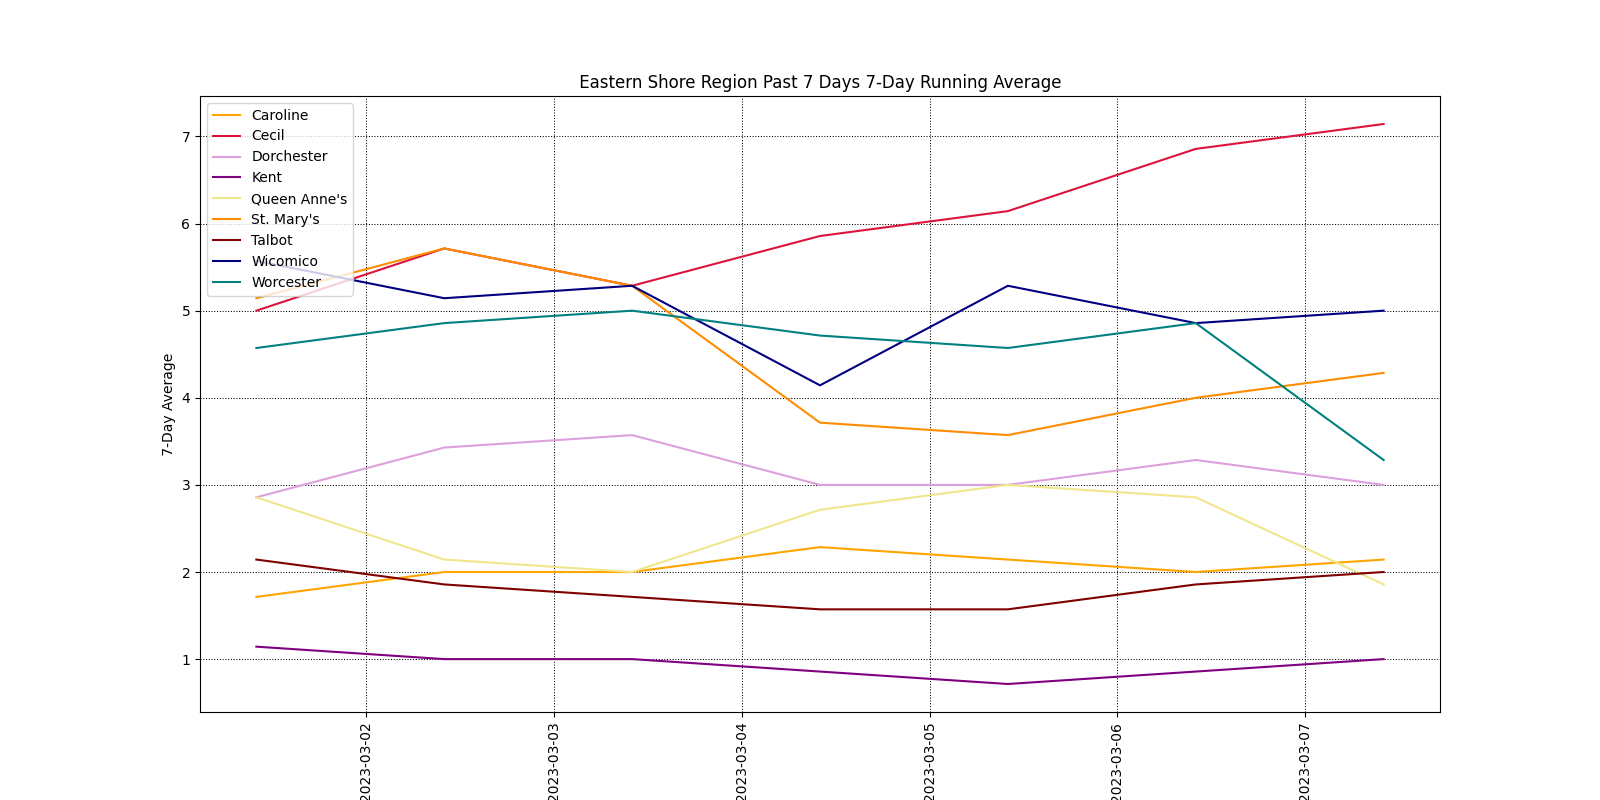 Eastern Shore Region Past 7 Days 7-Day Running Average
Caroline
Cecil
Dorchester
Kent
Queen Anne's
St. Mary's
Talbot
Wicomico
Worcester
7-Day Average
7
6
5
4
3
2
1
2023-03-02
2023-03-03
2023-03-04
2023-03-05
2023-03-06
2023-03-07